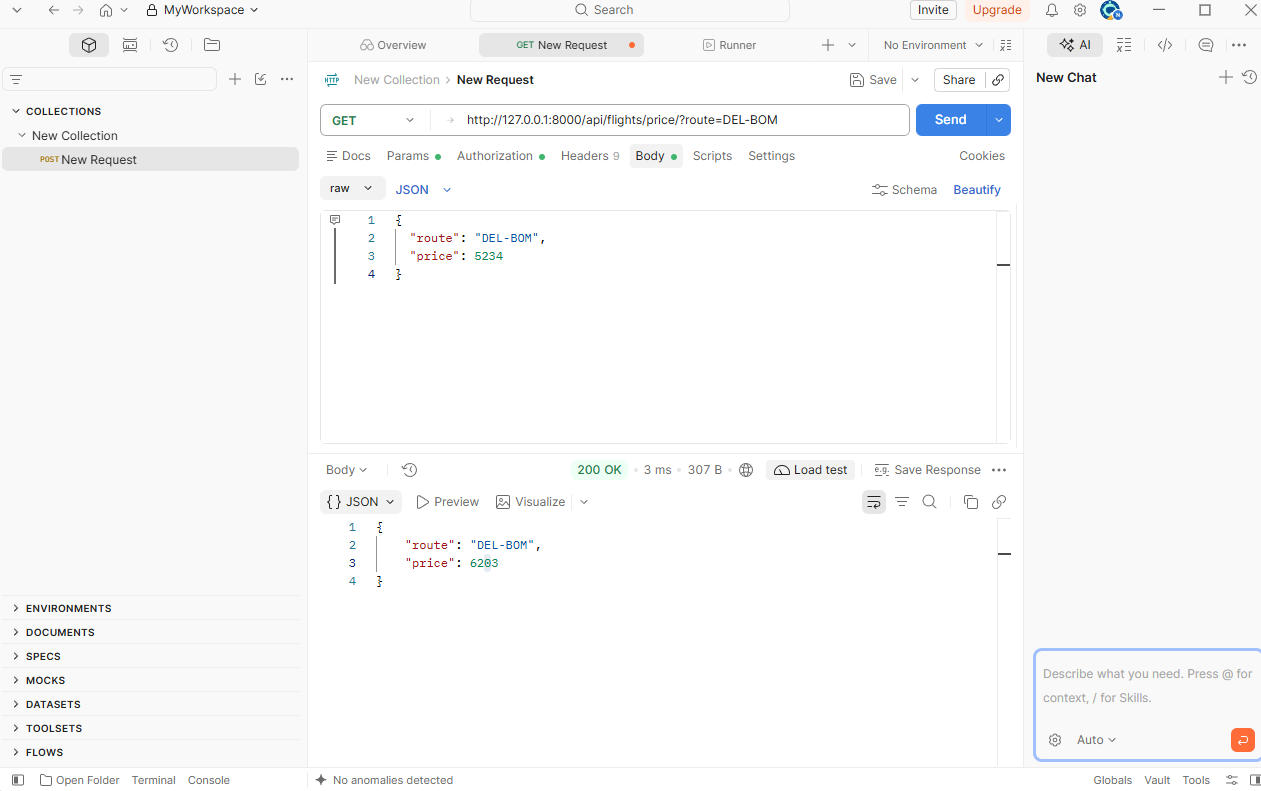 MyWorkspace
Search
Invite
Upgrade
Overview
GET New Request
Runner
No Environment
AI
New Collection › New Request
Save
Share
New Chat
COLLECTIONS
New Collection
POST New Request
GET
http://127.0.0.1:8000/api/flights/price/?route=DEL-BOM
Send
Docs
Params
Authorization
Headers 9
Body
Scripts
Settings
Cookies
raw
JSON
Schema
Beautify
1 {
2 "route": "DEL-BOM",
3 "price": 5234
4 }
Body
200 OK • 3 ms • 307 B
Load test
e.g. Save Response
{} JSON
Preview
Visualize
1 {
2 "route": "DEL-BOM",
3 "price": 6203
4 }
ENVIRONMENTS
DOCUMENTS
SPECS
MOCKS
DATASETS
TOOLSETS
FLOWS
Describe what you need. Press @ for
context, / for Skills.
Auto
Open Folder
Terminal
Console
No anomalies detected
Globals
Vault
Tools